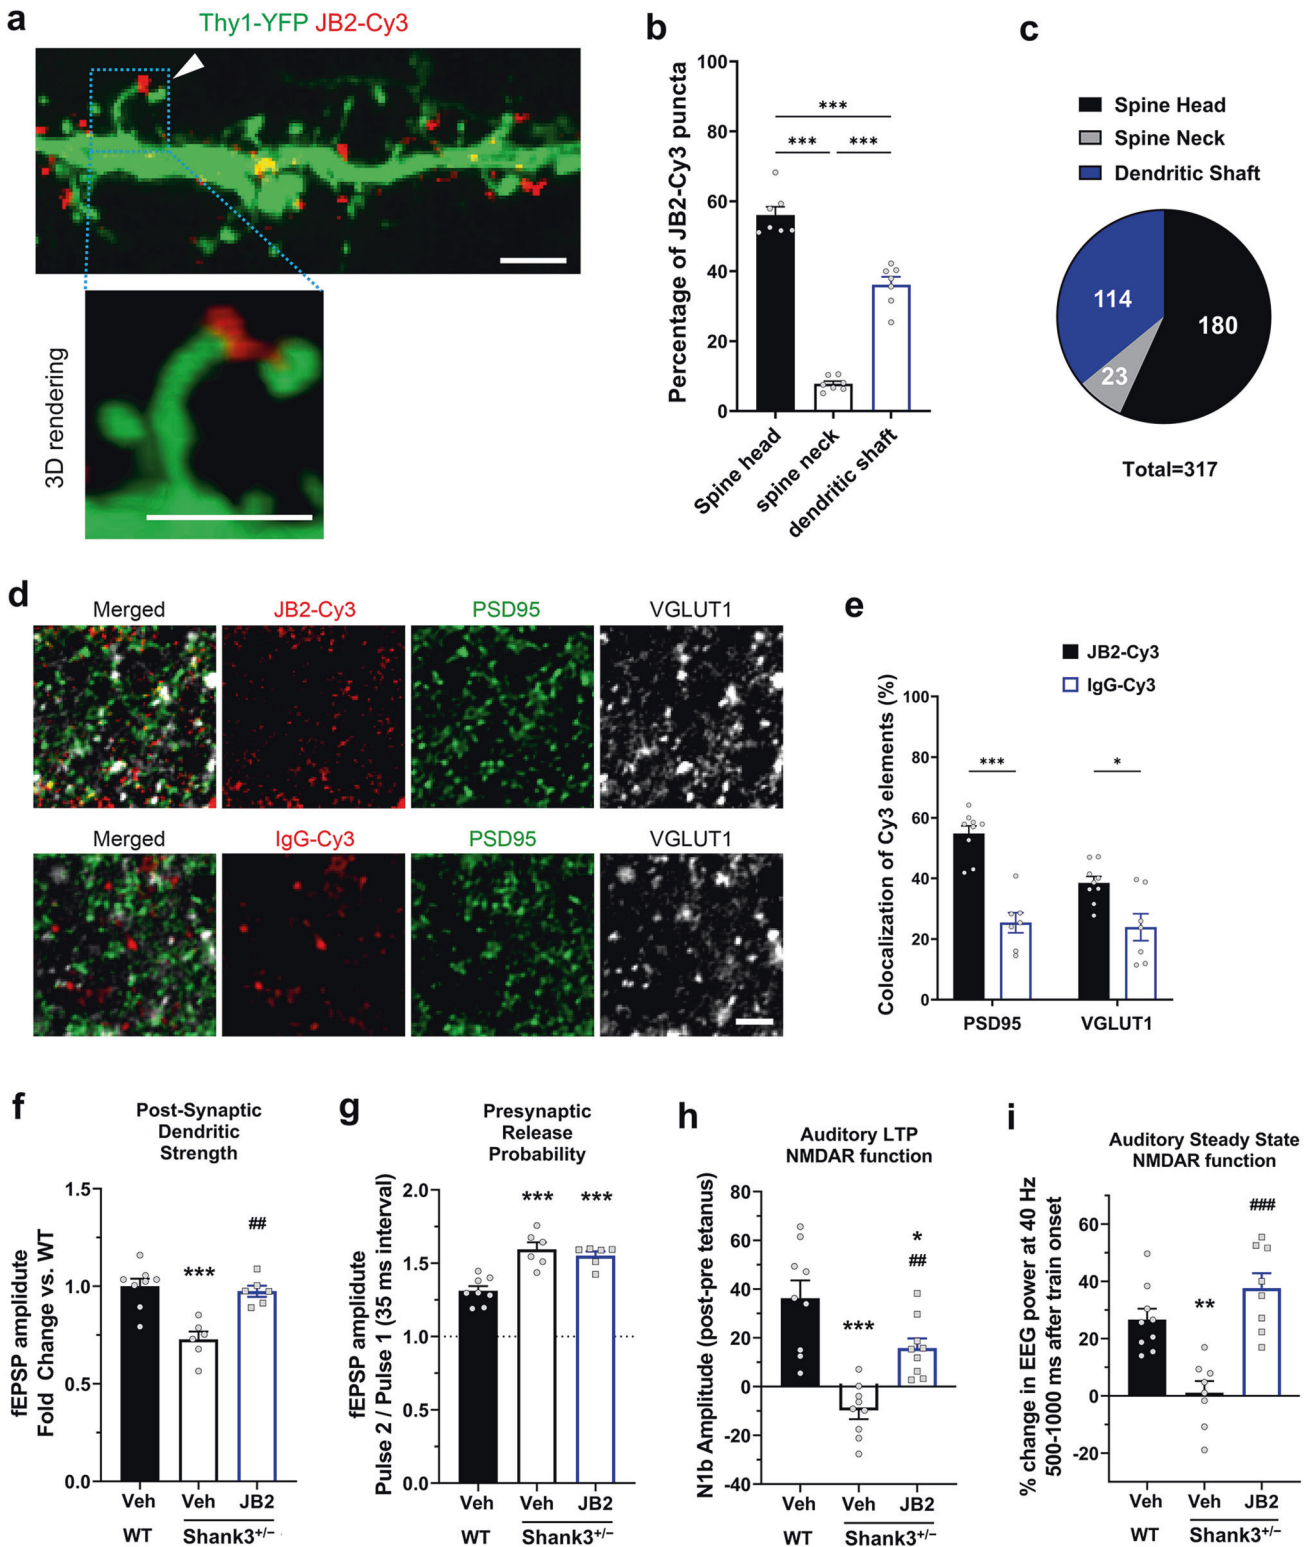 a
Thy1-YFP JB2-Cy3
3D rendering
b
Percentage of JB2-Cy3 puncta
100
80
60
40
20
0
***
*** ***
Spine head
spine neck
dendritic shaft
c
Spine Head
Spine Neck
Dendritic Shaft
114
180
23
Total=317
d
Merged JB2-Cy3 PSD95 VGLUT1
Merged IgG-Cy3 PSD95 VGLUT1
e
JB2-Cy3
IgG-Cy3
Colocalization of Cy3 elements (%)
100
80
60
40
20
0
*** *
PSD95 VGLUT1
f
Post-Synaptic
Dendritic
Strength
fEPSP amplidute
Fold Change vs. WT
1.5
1.0
0.5
0.0
***
##
Veh Veh JB2
WT Shank3+/−
g
Presynaptic
Release
Probability
fEPSP amplidute
Pulse 2 / Pulse 1 (35 ms interval)
2.0
1.5
1.0
0.5
0.0
*** ***
Veh Veh JB2
WT Shank3+/−
h
Auditory LTP
NMDAR function
N1b Amplitude (post-pre tetanus)
80
60
40
20
0
-20
-40
***
*
##
Veh Veh JB2
WT Shank3+/−
i
Auditory Steady State
NMDAR function
% change in EEG power at 40 Hz
500-1000 ms after train onset
60
40
20
0
-20
**
###
Veh Veh JB2
WT Shank3+/−